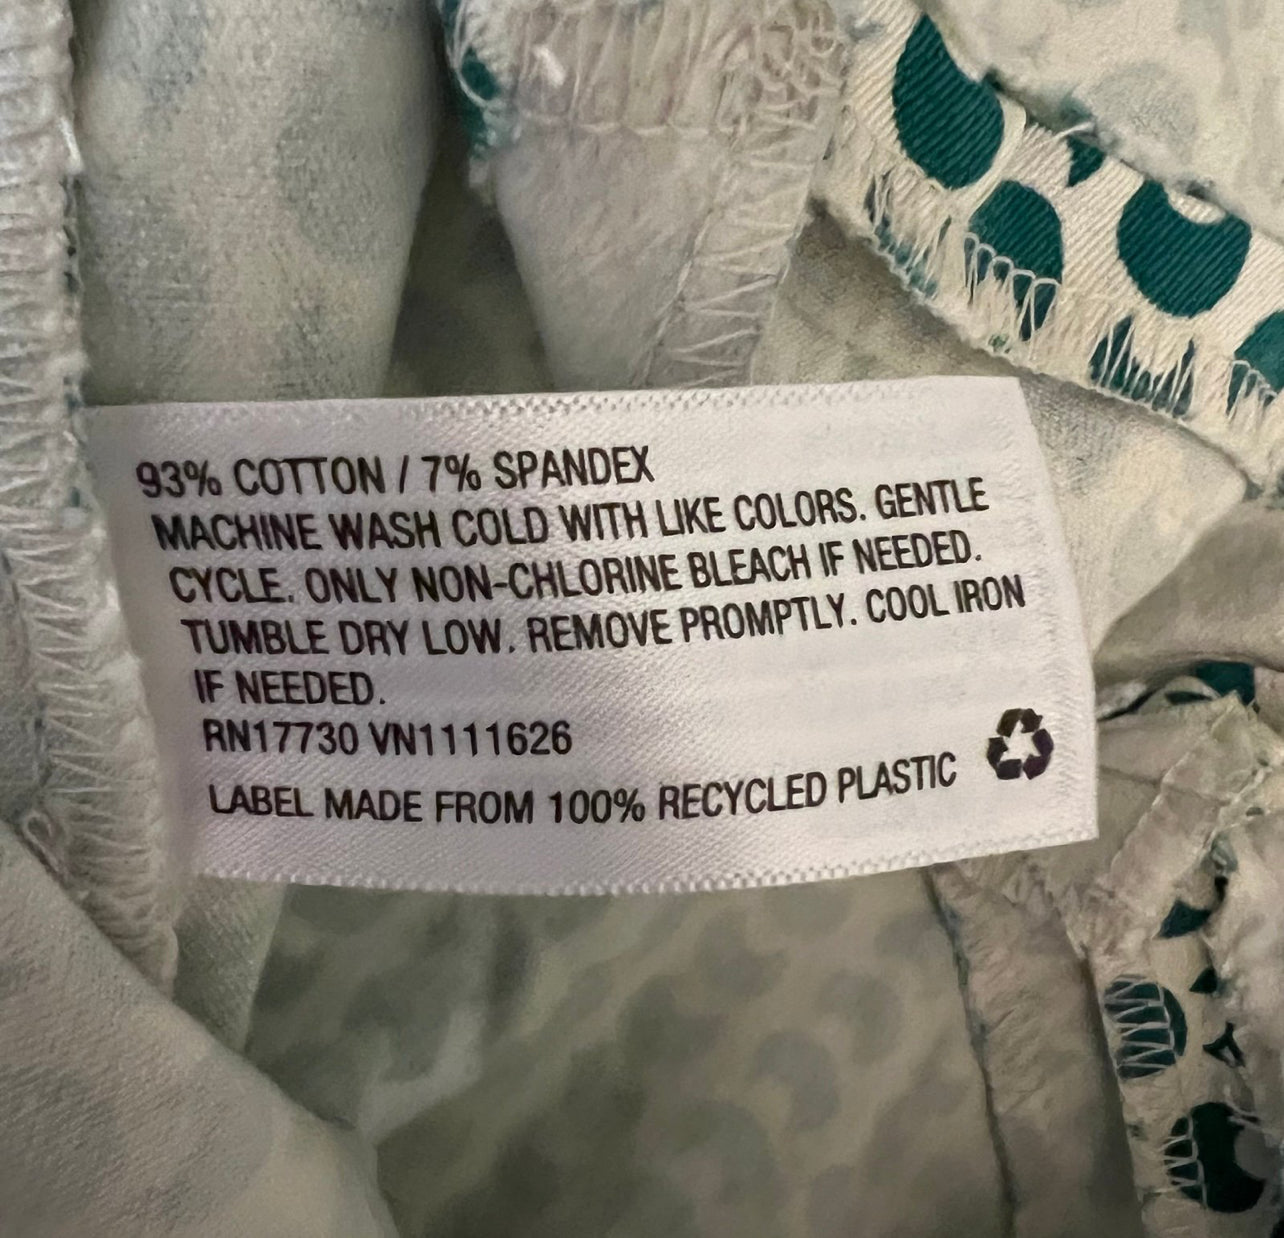 93% COTTON / 7% SPANDEX
MACHINE WASH COLD WITH LIKE COLORS. GENTLE
CYCLE. ONLY NON-CHLORINE BLEACH IF NEEDED.
TUMBLE DRY LOW. REMOVE PROMPTLY. COOL IRON
IF NEEDED.
RN17730 VN1111626
LABEL MADE FROM 100% RECYCLED PLASTIC